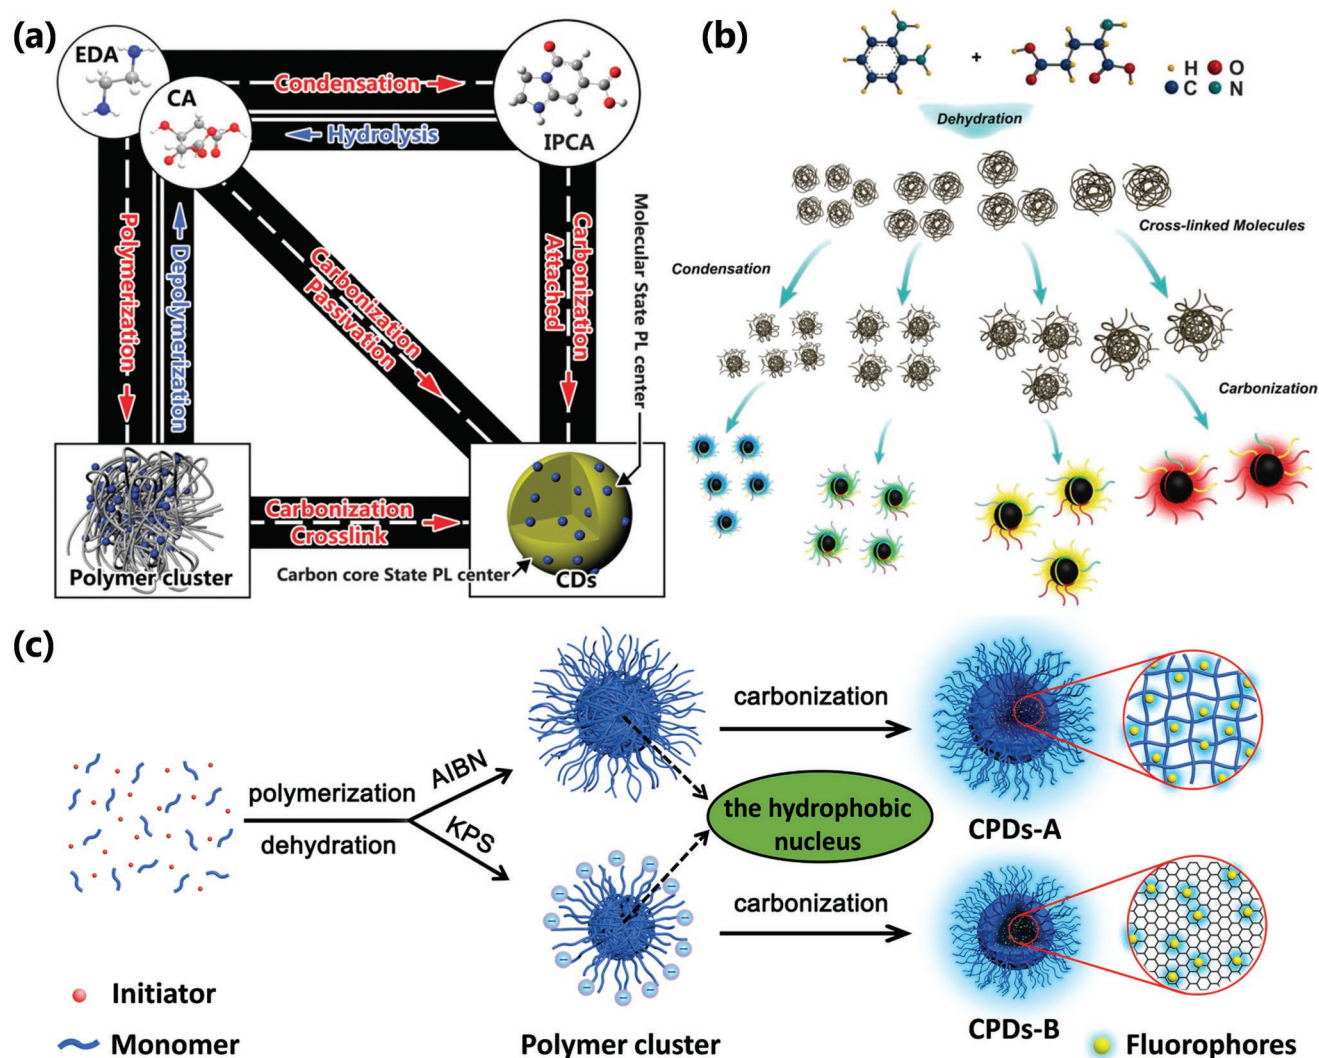 (a)
EDA
CA
Condensation
Hydrolysis
IPCA
Polymerization
Depolymerization
Carbonization
Passivation
Carbonization
Attached
Molecular State PL center
Carbonization
Crosslink
Polymer cluster
Carbon core State PL center
CDs
(b)
+
H
O
C
N
Dehydration
Cross-linked Molecules
Condensation
Carbonization
(c)
polymerization
dehydration
AIBN
KPS
carbonization
the hydrophobic
nucleus
carbonization
CPDs-A
CPDs-B
Initiator
Monomer
Polymer cluster
Fluorophores